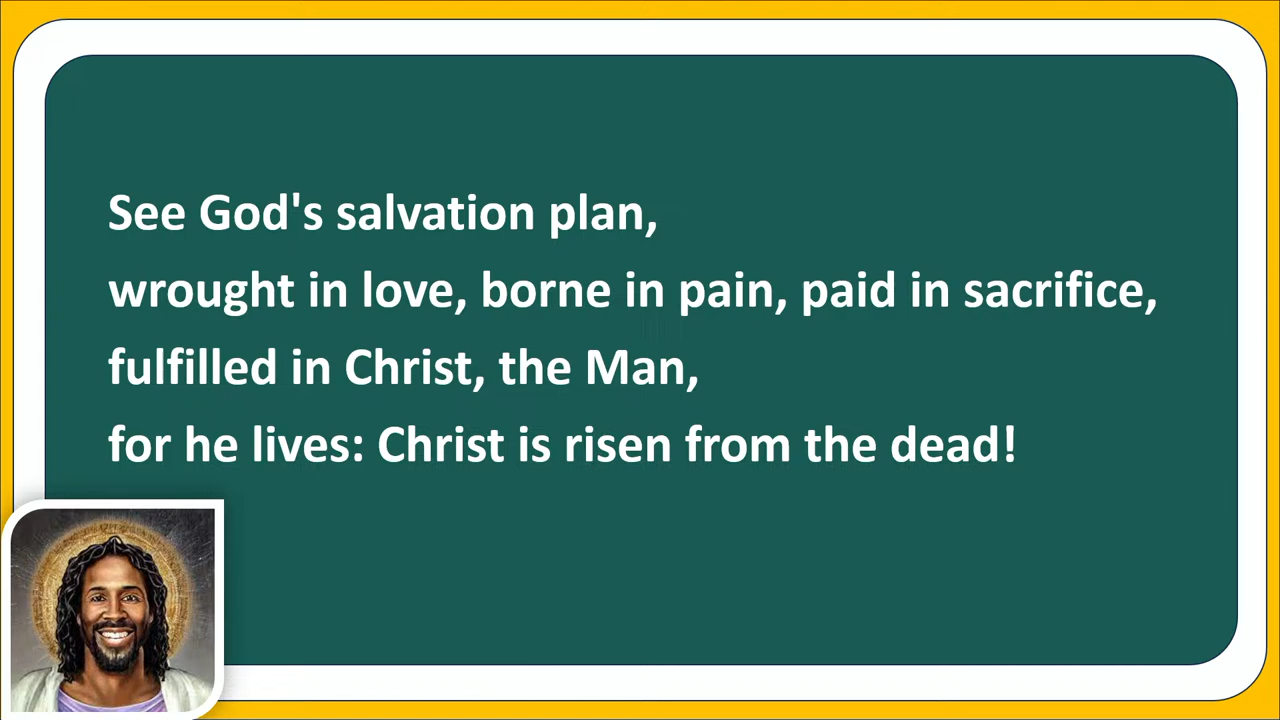 See God's salvation plan,
wrought in love, borne in pain, paid in sacrifice,
fulfilled in Christ, the Man,
for he lives: Christ is risen from the dead!